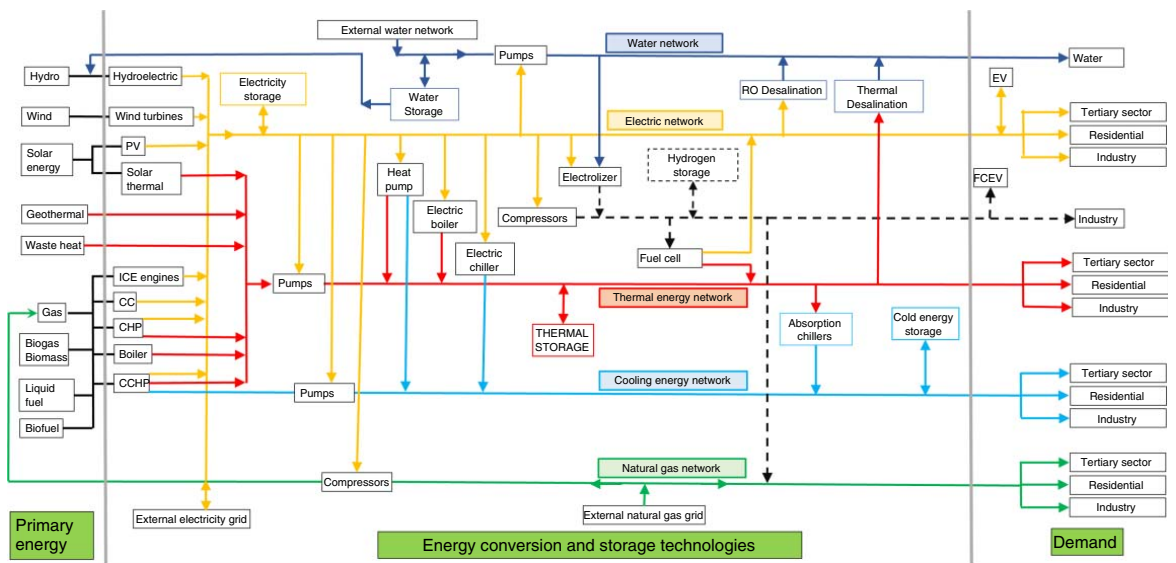 External water network
Water network
Pumps
Water
Hydro
Hydroelectric
Electricity
storage
Water
Storage
RO Desalination
Thermal
Desalination
EV
Wind
Wind turbines
Electric network
Tertiary sector
Residential
Industry
Solar
energy
PV
Solar
thermal
Heat
pump
Electrolizer
Hydrogen
storage
FCEV
Geothermal
Electric
boiler
Compressors
Industry
Waste heat
Electric
chiller
Fuel cell
ICE engines
Pumps
Thermal energy network
Tertiary sector
Residential
Industry
Gas
CC
CHP
Biogas
Biomass
Boiler
THERMAL
STORAGE
Absorption
chillers
Cold energy
storage
CCHP
Liquid
fuel
Pumps
Cooling energy network
Tertiary sector
Residential
Industry
Biofuel
Natural gas network
Compressors
Tertiary sector
Residential
Industry
External electricity grid
External natural gas grid
Primary
energy
Energy conversion and storage technologies
Demand